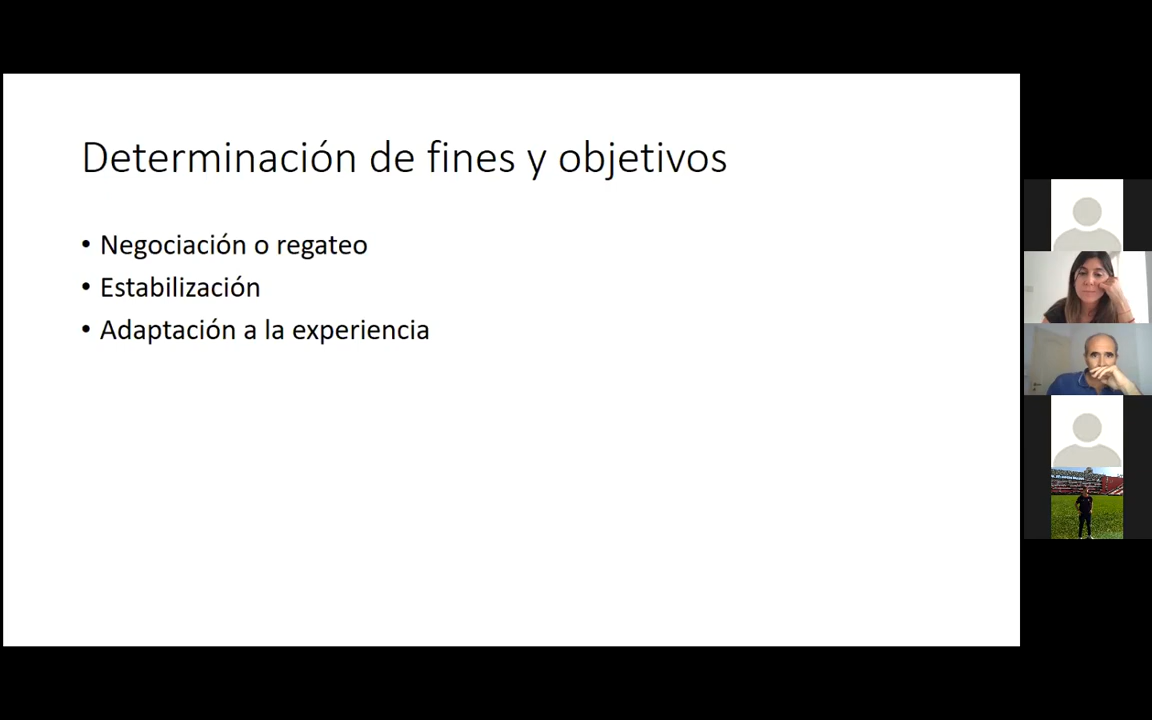 Determinación de fines y objetivos
• Negociación o regateo
• Estabilización
• Adaptación a la experiencia